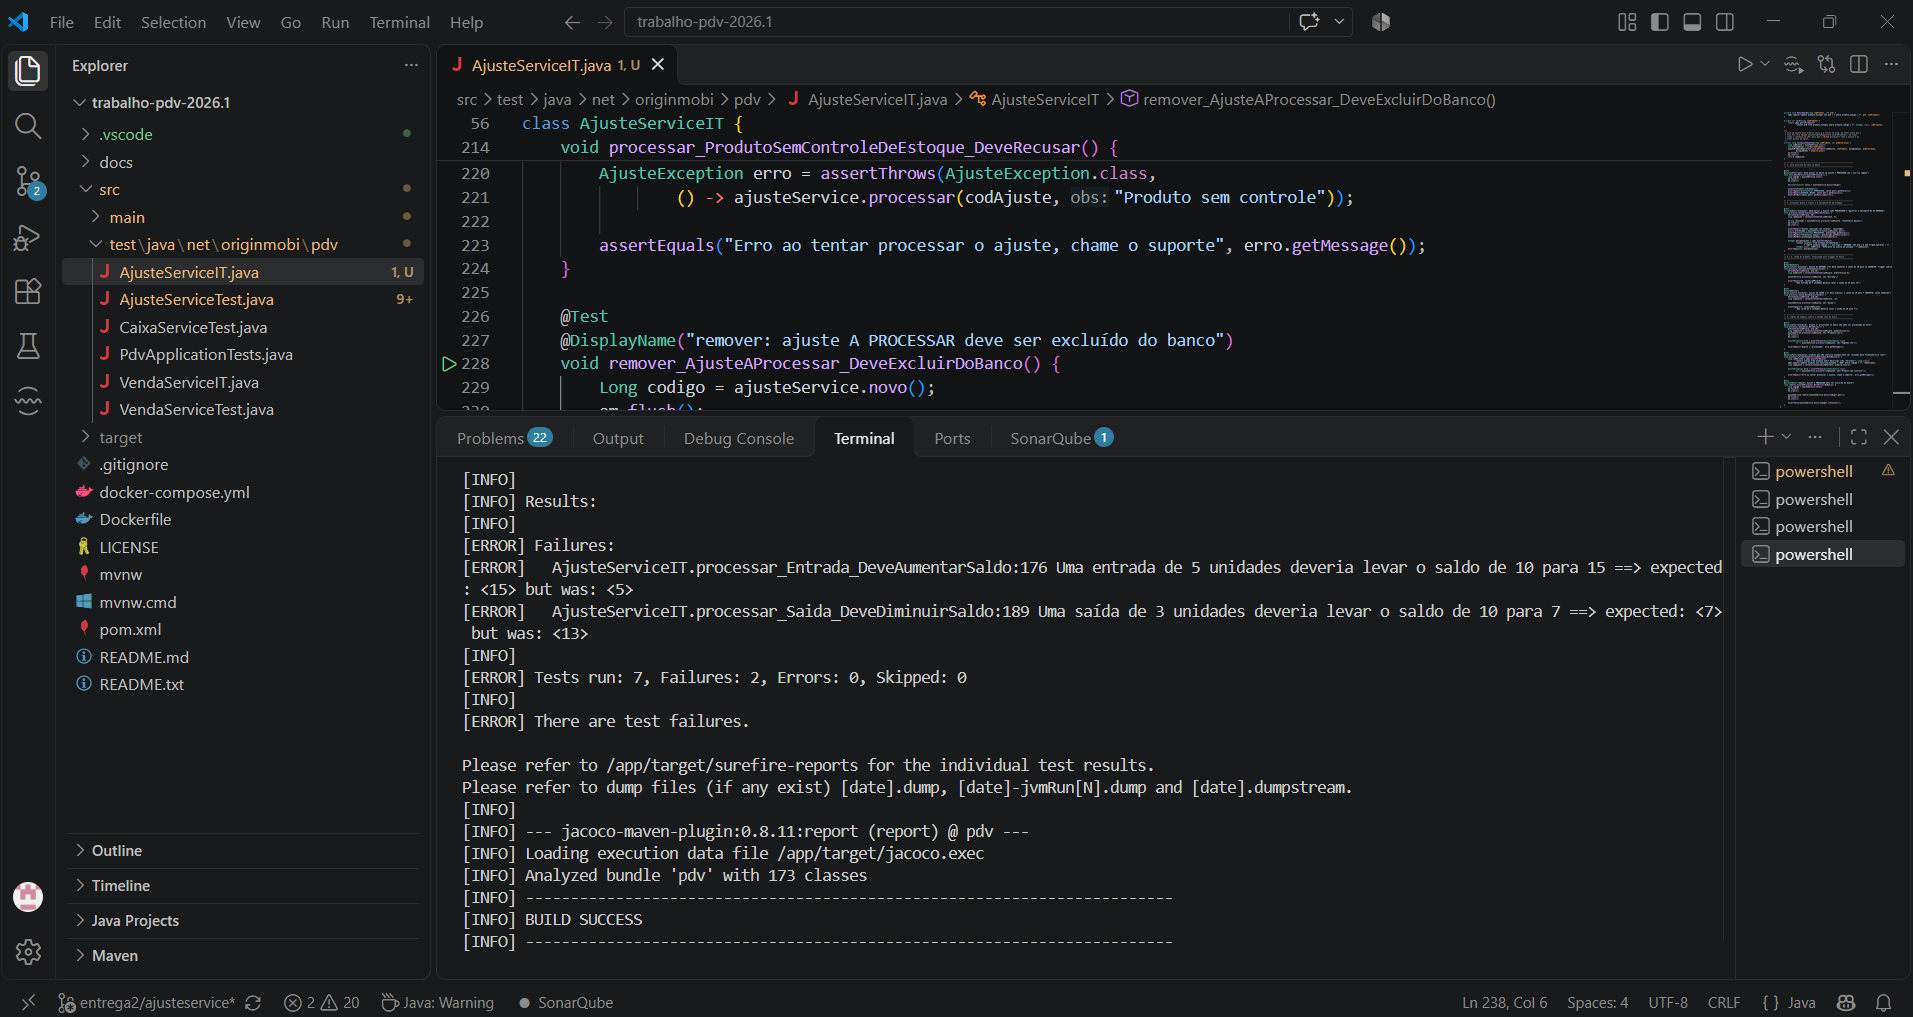 File Edit Selection View Go Run Terminal Help
trabalho-pdv-2026.1
Explorer
trabalho-pdv-2026.1
.vscode
docs
src
main
test\java\net\originmobi\pdv
AjusteServiceIT.java 1, U
AjusteServiceTest.java 9+
CaixaServiceTest.java
PdvApplicationTests.java
VendaServiceIT.java
VendaServiceTest.java
target
.gitignore
docker-compose.yml
Dockerfile
LICENSE
mvnw
mvnw.cmd
pom.xml
README.md
README.txt
Outline
Timeline
Java Projects
Maven
2
AjusteServiceIT.java 1, U
src > test > java > net > originmobi > pdv > AjusteServiceIT.java > AjusteServiceIT > remover_AjusteAProcessar_DeveExcluirDoBanco()
56 class AjusteServiceIT {
214 void processar_ProdutoSemControleDeEstoque_DeveRecusar() {
220 AjusteException erro = assertThrows(AjusteException.class,
221 () -> ajusteService.processar(codAjuste, obs: "Produto sem controle"));
222
223 assertEquals("Erro ao tentar processar o ajuste, chame o suporte", erro.getMessage());
224 }
225
226 @Test
227 @DisplayName("remover: ajuste A PROCESSAR deve ser excluído do banco")
228 void remover_AjusteAProcessar_DeveExcluirDoBanco() {
229 Long codigo = ajusteService.novo();
230 em.flush();
Problems 22 Output Debug Console Terminal Ports SonarQube 1
[INFO]
[INFO] Results:
[INFO]
[ERROR] Failures:
[ERROR]   AjusteServiceIT.processar_Entrada_DeveAumentarSaldo:176 Uma entrada de 5 unidades deveria levar o saldo de 10 para 15 ==> expected
: <15> but was: <5>
[ERROR]   AjusteServiceIT.processar_Saida_DeveDiminuirSaldo:189 Uma saída de 3 unidades deveria levar o saldo de 10 para 7 ==> expected: <7>
but was: <13>
[INFO]
[ERROR] Tests run: 7, Failures: 2, Errors: 0, Skipped: 0
[INFO]
[ERROR] There are test failures.
Please refer to /app/target/surefire-reports for the individual test results.
Please refer to dump files (if any exist) [date].dump, [date]-jvmRun[N].dump and [date].dumpstream.
[INFO]
[INFO] --- jacoco-maven-plugin:0.8.11:report (report) @ pdv ---
[INFO] Loading execution data file /app/target/jacoco.exec
[INFO] Analyzed bundle 'pdv' with 173 classes
[INFO] ------------------------------------------------------------------------
[INFO] BUILD SUCCESS
[INFO] ------------------------------------------------------------------------
powershell
powershell
powershell
powershell
entrega2/ajusteservice* 2 20 Java: Warning SonarQube
Ln 238, Col 6 Spaces: 4 UTF-8 CRLF { } Java